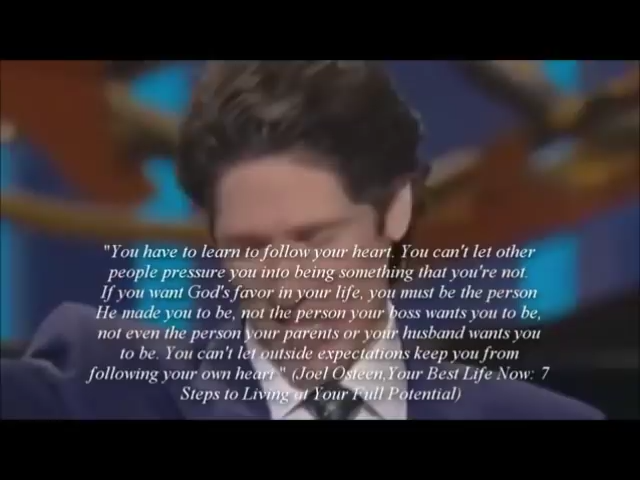 "You have to learn to follow your heart. You can't let other
people pressure you into being something that you're not.
If you want God's favor in your life, you must be the person
He made you to be, not the person your boss wants you to be,
not even the person your parents or your husband wants you
to be. You can't let outside expectations keep you from
following your own heart." (Joel Osteen,Your Best Life Now: 7
Steps to Living at Your Full Potential)